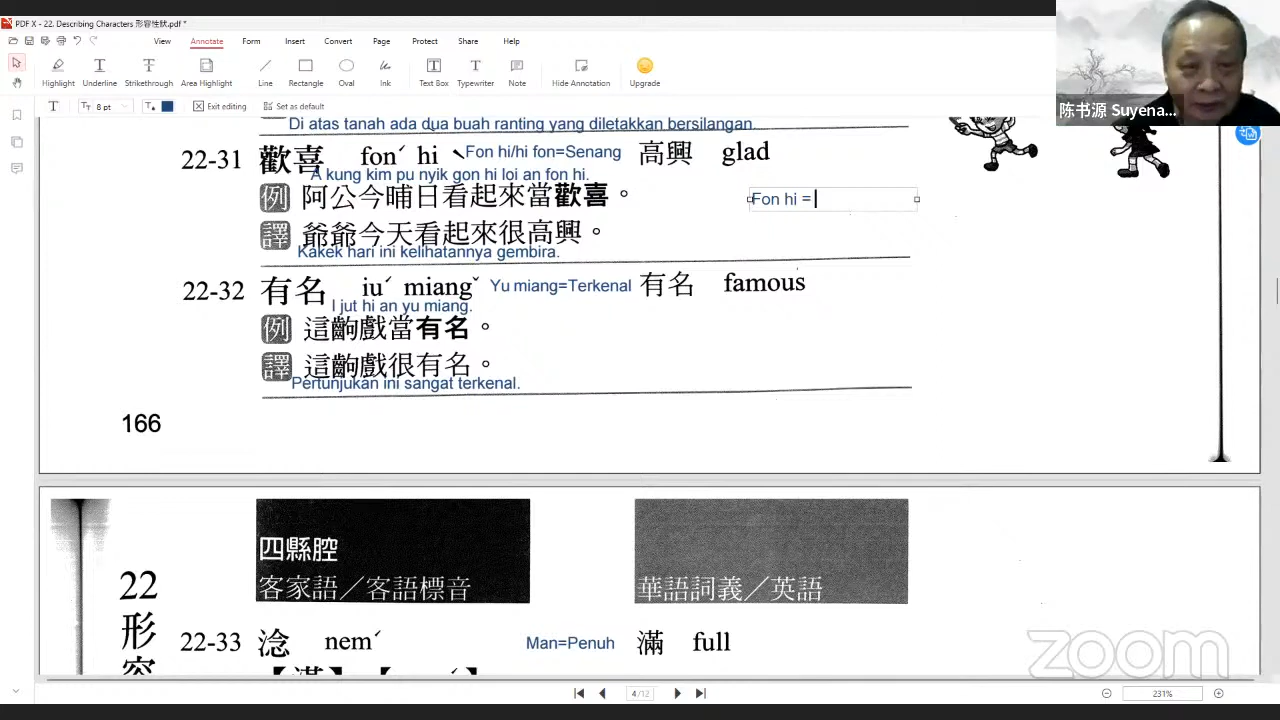 PDF X - 22. Describing Characters 形容性狀.pdf *
View Annotate Form Insert Convert Page Protect Share Help
Highlight Underline Strikethrough Area Highlight Line Rectangle Oval Ink Text Box Typewriter Note Hide Annotation Upgrade
8 pt Exit editing Set as default
陈书源 Suyena...
Di atas tanah ada dua buah ranting yang diletakkan bersilangan.
22-31 歡喜 fonˊ hiˋ Fon hi/hi fon=Senang 高興 glad
A kung kim pu nyik gon hi loi an fon hi.
例 阿公今晡日看起來當歡喜。
Fon hi =
譯 爺爺今天看起來很高興。
Kakek hari ini kelihatannya gembira.
22-32 有名 iuˊ miangˇ Yu miang=Terkenal 有名 famous
I jut hi an yu miang.
例 這齣戲當有名。
譯 這齣戲很有名。
Pertunjukan ini sangat terkenal.
166
四縣腔
客家語／客語標音 華語詞義／英語
22
形
容
22-33 淰 nemˊ Man=Penuh 滿 full
zoom
4/12
231%